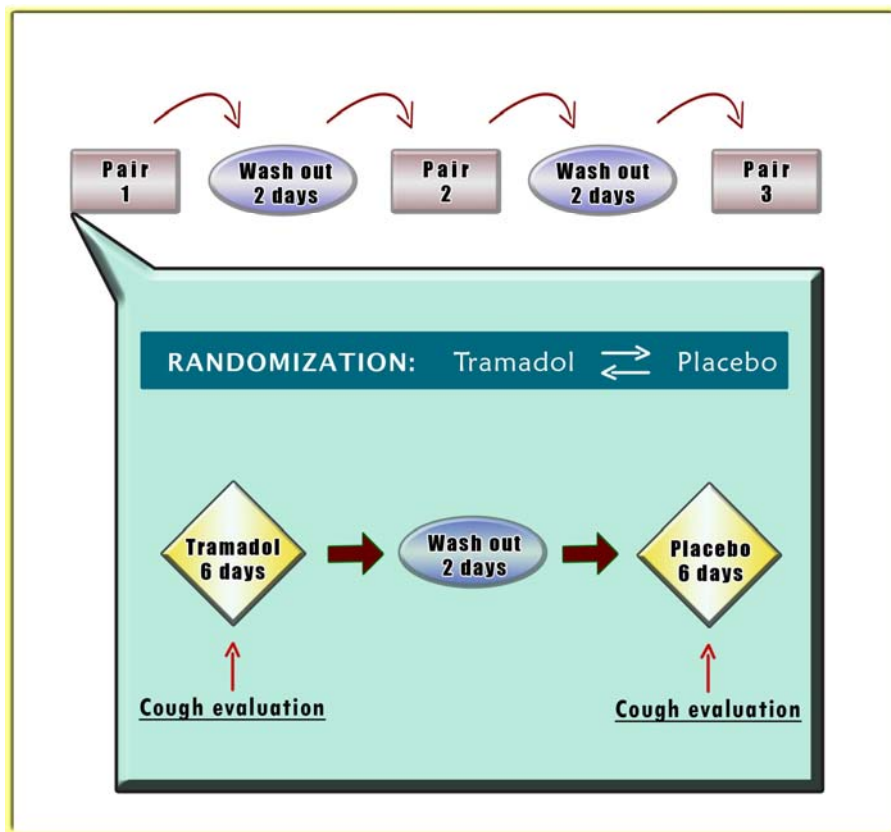 Pair
1
Wash out
2 days
Pair
2
Wash out
2 days
Pair
3
RANDOMIZATION: Tramadol Placebo
Tramadol
6 days
Wash out
2 days
Placebo
6 days
Cough evaluation
Cough evaluation